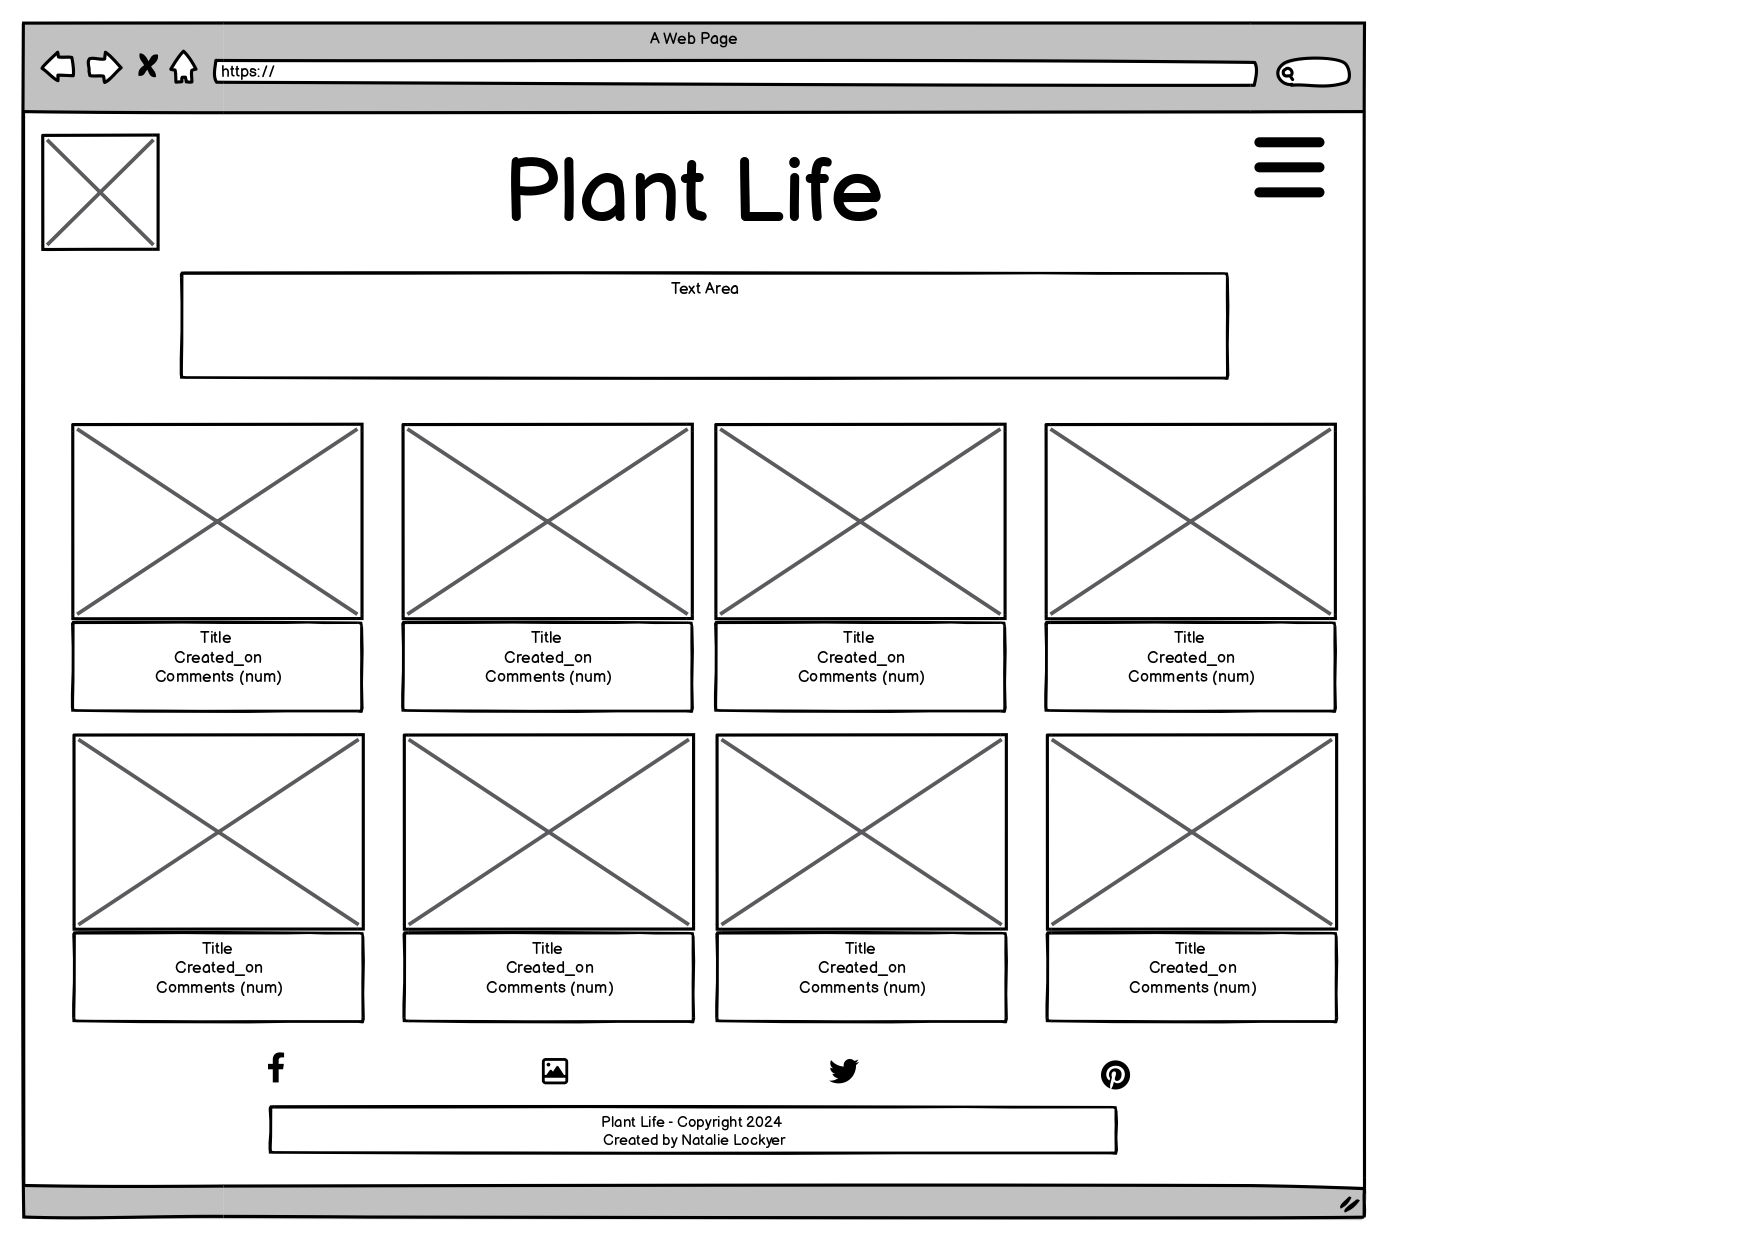 A Web Page
https://
Plant Life
Text Area
Title
Created_on
Comments (num)
Title
Created_on
Comments (num)
Title
Created_on
Comments (num)
Title
Created_on
Comments (num)
Title
Created_on
Comments (num)
Title
Created_on
Comments (num)
Title
Created_on
Comments (num)
Title
Created_on
Comments (num)
Plant Life - Copyright 2024
Created by Natalie Lockyer